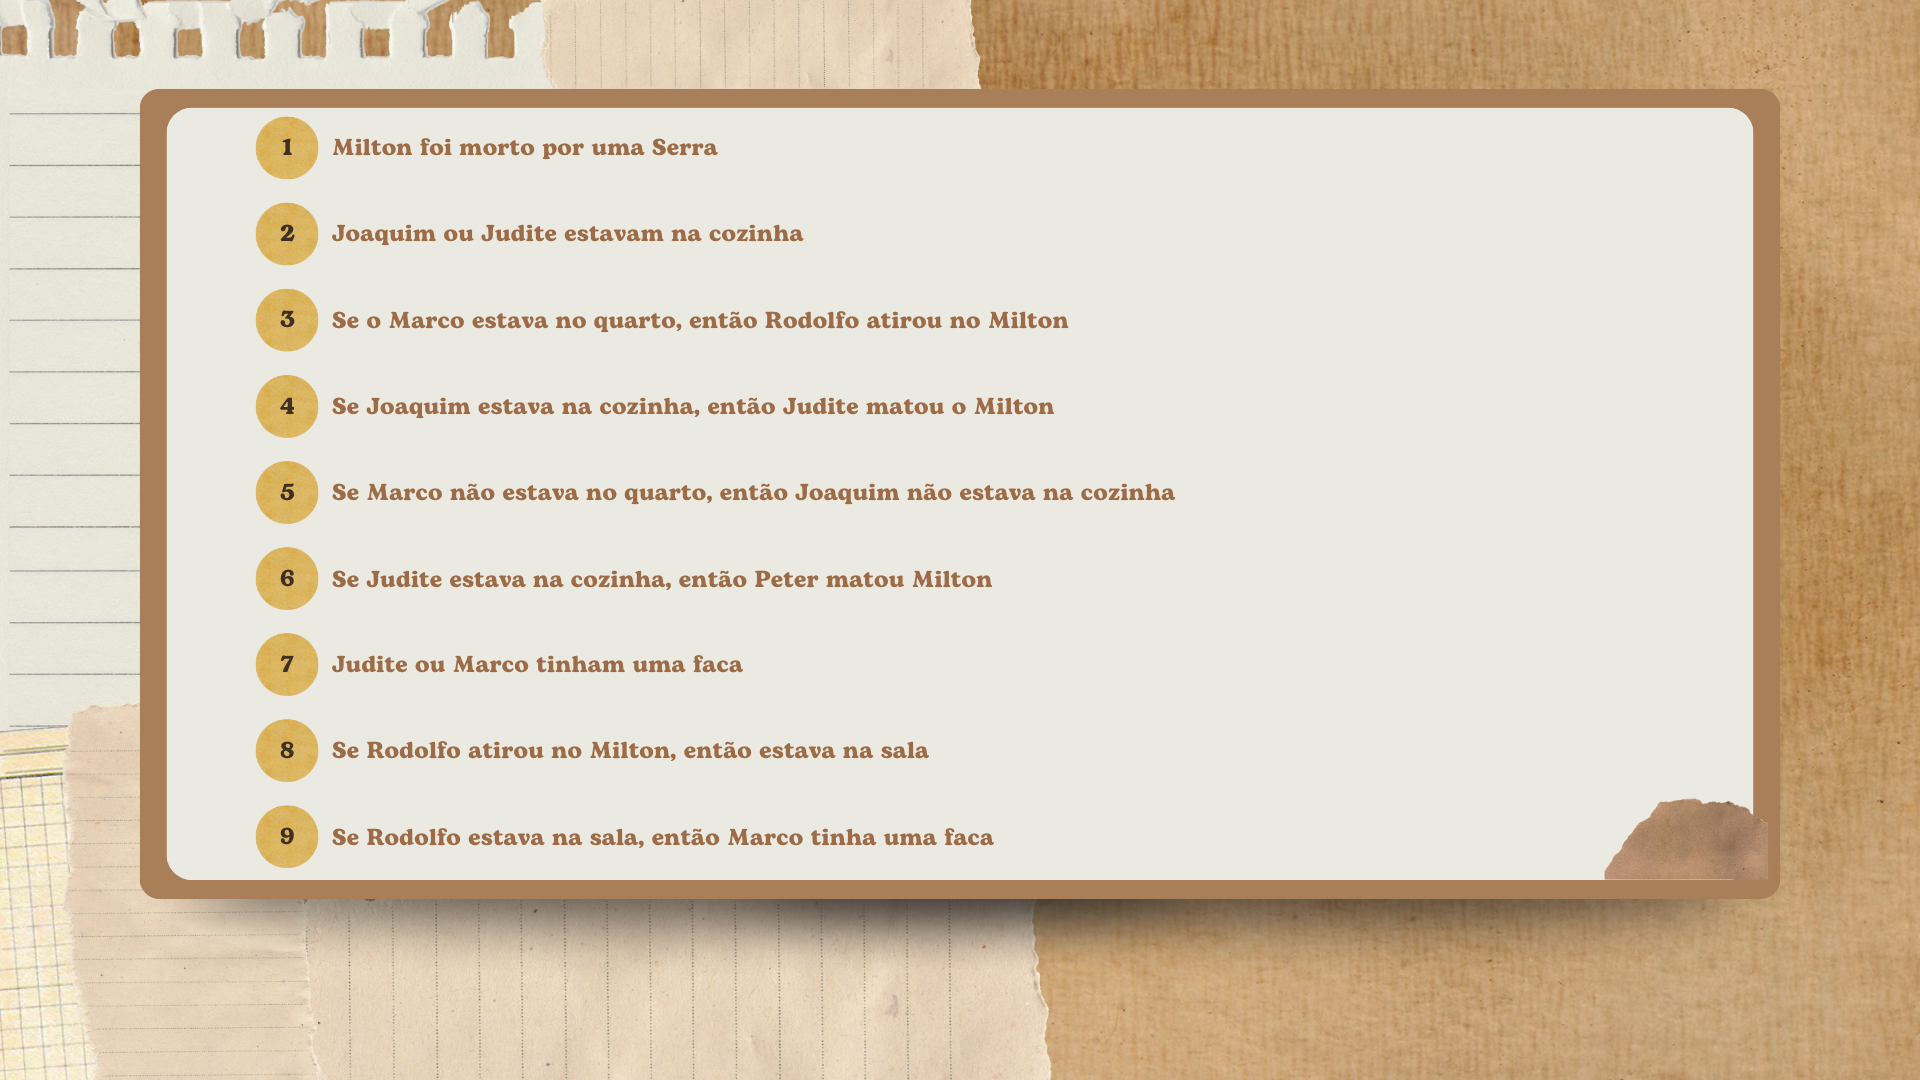 1 Milton foi morto por uma Serra
2 Joaquim ou Judite estavam na cozinha
3 Se o Marco estava no quarto, então Rodolfo atirou no Milton
4 Se Joaquim estava na cozinha, então Judite matou o Milton
5 Se Marco não estava no quarto, então Joaquim não estava na cozinha
6 Se Judite estava na cozinha, então Peter matou Milton
7 Judite ou Marco tinham uma faca
8 Se Rodolfo atirou no Milton, então estava na sala
9 Se Rodolfo estava na sala, então Marco tinha uma faca